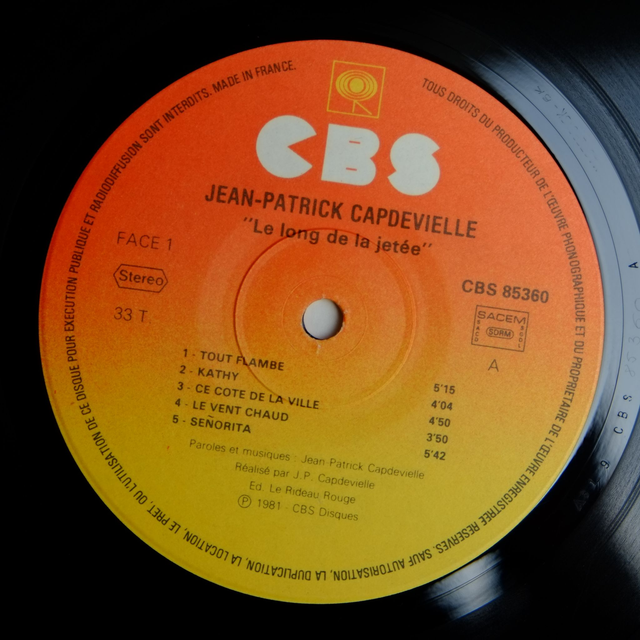 TOUS DROITS DU PRODUCTEUR DE L'ŒUVRE PHONOGRAPHIQUE ET DU PROPRIETAIRE DE L'ŒUVRE ENREGISTREE RESERVES. SAUF AUTORISATION, LA DUPLICATION, LA LOCATION, LE PRET, OU L'UTILISATION DE CE DISQUE POUR EXECUTION PUBLIQUE ET RADIODIFFUSION SONT INTERDITS. MADE IN FRANCE.
CBS
JEAN-PATRICK CAPDEVIELLE
"Le long de la jetée"
FACE 1
Stereo
33 T.
CBS 85360
SACEM
SDRM
A
1 - TOUT FLAMBE 5'15
2 - KATHY 4'04
3 - CE COTE DE LA VILLE 4'50
4 - LE VENT CHAUD 3'50
5 - SEÑORITA 5'42
Paroles et musiques : Jean-Patrick Capdevielle
Réalisé par J.P. Capdevielle
Ed. Le Rideau Rouge
Ⓟ 1981 - CBS Disques